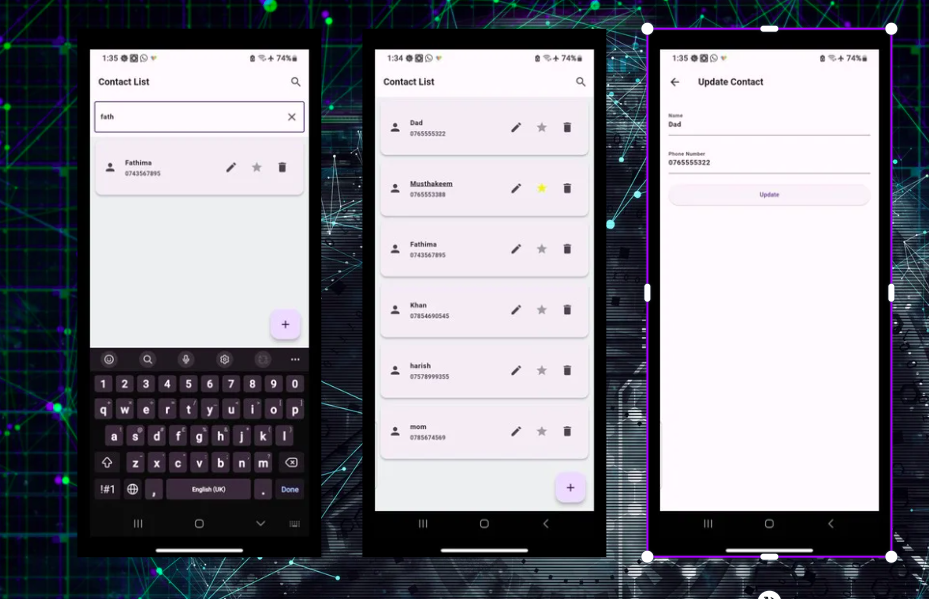 1:35
74%
Contact List
fath
Fathima
0743567895
+
1 2 3 4 5 6 7 8 9 0
q w e r t y u i o p
a s d f g h j k l
z x c v b n m
!#1 , English (UK) . Done
1:34
74%
Contact List
Dad
0765555322
Musthakeem
0765553388
Fathima
0743567895
Khan
07854690545
harish
07578999355
mom
0785674569
+
1:35
74%
Update Contact
Name
Dad
Phone Number
0765555322
Update